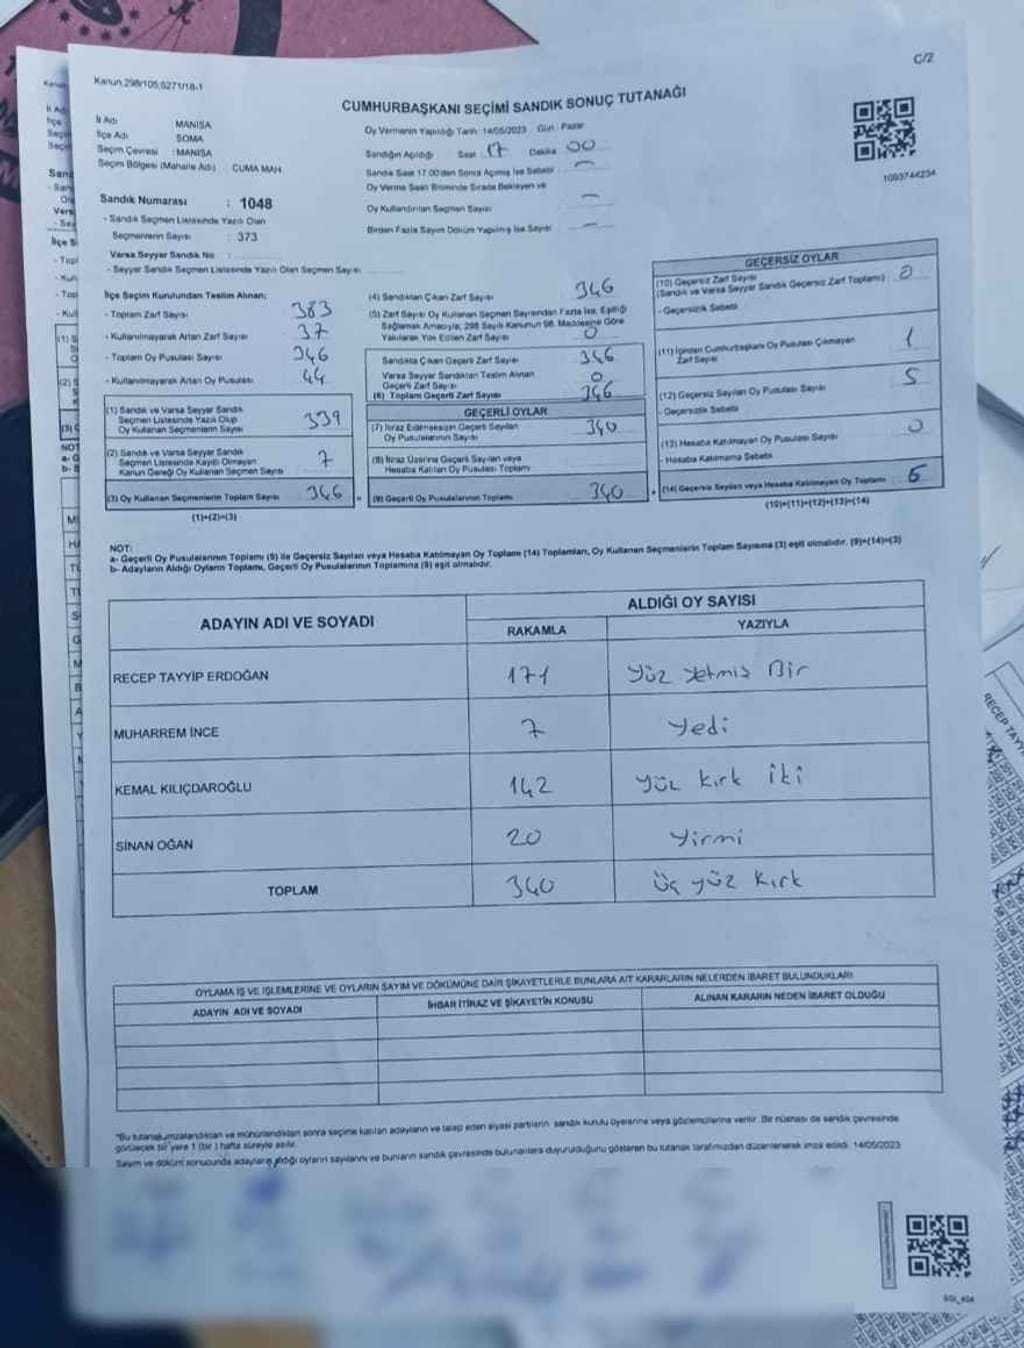 C/2
Kanun.298/105;6271/18-1
CUMHURBAŞKANI SEÇİMİ SANDIK SONUÇ TUTANAĞI
İl Adı MANİSA
İlçe Adı SOMA
Seçim Çevresi : MANİSA
Seçim Bölgesi (Mahalle Adı) : CUMA MAH
Sandık Numarası : 1048
- Sandık Seçmen Listesinde Yazılı Olan
Seçmenlerin Sayısı : 373
Varsa Seyyar Sandık No
- Seyyar Sandık Seçmen Listesinde Yazılı Olan Seçmen Sayısı
Oy Vermenin Yapıldığı Tarih: 14/05/2023 Gün: Pazar
Sandığın Açıldığı Saat: 17 Dakika 00
Sandık Saat 17.00'den Sonra Açılmış İse Sebebi -
Oy Verme Saati Bitiminde Sırada Bekleyen ve
Oy Kullandırılan Seçmen Sayısı -
Birden Fazla Sayım Döküm Yapılmış İse Sayısı -
1093744234
İlçe Seçim Kurulundan Teslim Alınan;
- Toplam Zarf Sayısı 383
- Kullanılmayarak Artan Zarf Sayısı 37
- Toplam Oy Pusulası Sayısı
- Kullanılmayarak Artan Oy Pusulası 44
(1) Sandık ve Varsa Seyyar Sandık
Seçmen Listesinde Yazılı Olup
Oy Kullanan Seçmenlerin Sayısı 339
(2) Sandık ve Varsa Seyyar Sandık
Seçmen Listesinde Kayıtlı Olmayan
Kanun Gereği Oy Kullanan Seçmen Sayısı 7
(3) Oy Kullanan Seçmenlerin Toplam Sayısı 346
(1)+(2)=(3)
(4) Sandıktan Çıkan Zarf Sayısı 346
(5) Zarf Sayısı Oy Kullanan Seçmen Sayısından Fazla İse, Eşitliği
Sağlamak Amacıyla, 298 Sayılı Kanunun 98. Maddesine Göre
Yakılarak Yok Edilen Zarf Sayısı 0
Sandıkta Çıkan Geçerli Zarf Sayısı 346
Varsa Seyyar Sandıktan Teslim Alınan
Geçerli Zarf Sayısı 0
(6) Toplam Geçerli Zarf Sayısı 346
GEÇERLİ OYLAR
(7) İtiraz Edilmeksizin Geçerli Sayılan
Oy Pusulalarının Sayısı 340
(8) İtiraz Üzerine Geçerli Sayılan veya
Hesaba Katılan Oy Pusulası Toplamı
(9) Geçerli Oy Pusulalarının Toplamı 340
GEÇERSİZ OYLAR
(10) Geçersiz Zarf Sayısı
(Sandık ve Varsa Seyyar Sandık Geçersiz Zarf Toplamı) 0
- Geçersizlik Sebebi
(11) İçinden Cumhurbaşkanı Oy Pusulası Çıkmayan
Zarf Sayısı 1
(12) Geçersiz Sayılan Oy Pusulası Sayısı 5
- Geçersizlik Sebebi
(13) Hesaba Katılmayan Oy Pusulası Sayısı 0
- Hesaba Katılmama Sebebi
(14) Geçersiz Sayılan veya Hesaba Katılmayan Oy Toplamı 6
(10)+(11)+(12)+(13)=(14)
NOT:
a- Geçerli Oy Pusulalarının Toplamı (9) ile Geçersiz Sayılan veya Hesaba Katılmayan Oy Toplamı (14) Toplamları, Oy Kullanan Seçmenlerin Toplam Sayısına (3) eşit olmalıdır. (9)+(14)=(3)
b- Adayların Aldığı Oyların Toplamı, Geçerli Oy Pusulalarının Toplamına (9) eşit olmalıdır.
ADAYIN ADI VE SOYADI
ALDIĞI OY SAYISI
RAKAMLA YAZIYLA
RECEP TAYYİP ERDOĞAN 171 Yüz Yetmiş Bir
MUHARREM İNCE 7 Yedi
KEMAL KILIÇDAROĞLU 142 Yüz Kırk İki
SİNAN OĞAN 20 Yirmi
TOPLAM 340 Üç yüz Kırk
OYLAMA İŞ VE İŞLEMLERİNE VE OYLARIN SAYIM VE DÖKÜMÜNE DAİR ŞİKAYETLERLE BUNLARA AİT KARARLARIN NELERDEN İBARET BULUNDUKLARI
ADAYIN ADI VE SOYADI İHBAR İTİRAZ VE ŞİKAYETİN KONUSU ALINAN KARARIN NEDEN İBARET OLDUĞU
*Bu tutanak imzalandıktan ve mühürlendikten sonra seçime katılan adayların ve talep eden siyasi partilerin sandık kurulu üyelerine veya gözlemcilerine verilir. Bir nüshası da sandık çevresinde
görülecek bir yere 1 (bir) hafta süreyle asılır.
Sayım ve döküm sonucunda adayların aldığı oyların sayılarını ve bunların sandık çevresinde bulunanlara duyurulduğunu gösteren bu tutanak tarafımızdan düzenlenerek imza edildi. 14/05/2023
RECEP TAYY